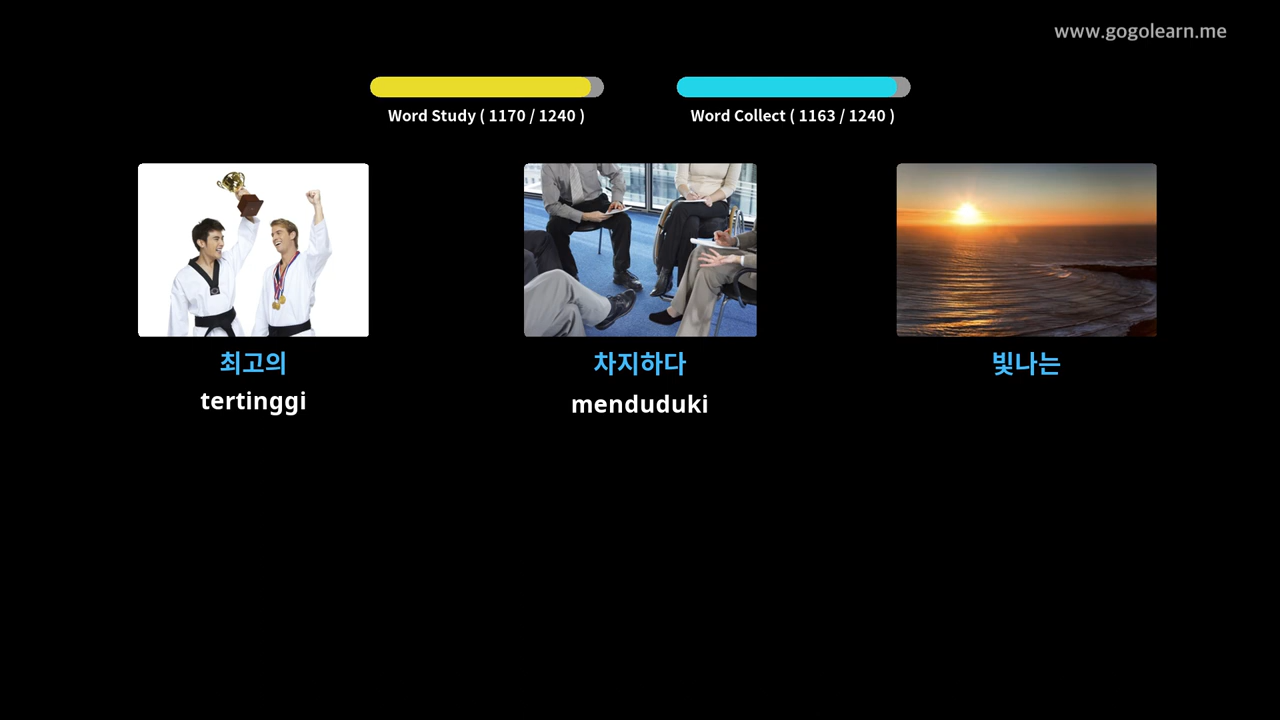 www.gogolearn.me
Word Study ( 1170 / 1240 )
Word Collect ( 1163 / 1240 )
최고의
차지하다
빛나는
tertinggi
menduduki